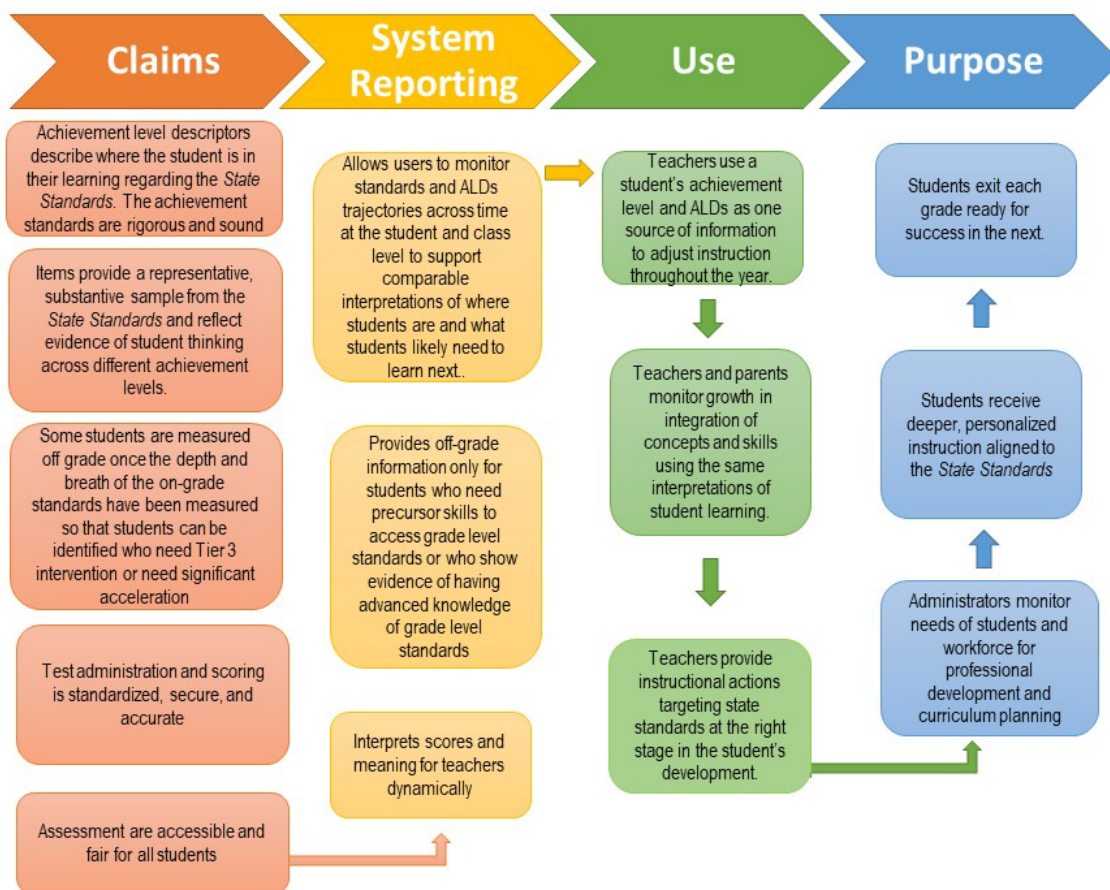 Claims
System
Reporting
Use
Purpose
Achievement level descriptors
describe where the student is in
their learning regarding the State
Standards. The achievement
standards are rigorous and sound
Items provide a representative,
substantive sample from the
State Standards and reflect
evidence of student thinking
across different achievement
levels.
Some students are measured
off grade once the depth and
breath of the on-grade
standards have been measured
so that students can be
identified who need Tier 3
intervention or need significant
acceleration
Test administration and scoring
is standardized, secure, and
accurate
Assessment are accessible and
fair for all students
Allows users to monitor
standards and ALDs
trajectories across time
at the student and class
level to support
comparable
interpretations of where
students are and what
students likely need to
learn next..
Provides off-grade
information only for
students who need
precursor skills to
access grade level
standards or who show
evidence of having
advanced knowledge
of grade level
standards
Interprets scores and
meaning for teachers
dynamically
Teachers use a
student's achievement
level and ALDs as one
source of information
to adjust instruction
throughout the year.
Teachers and parents
monitor growth in
integration of
concepts and skills
using the same
interpretations of
student learning.
Teachers provide
instructional actions
targeting state
standards at the right
stage in the student's
development.
Students exit each
grade ready for
success in the next.
Students receive
deeper, personalized
instruction aligned to
the State Standards
Administrators monitor
needs of students and
workforce for
professional
development and
curriculum planning